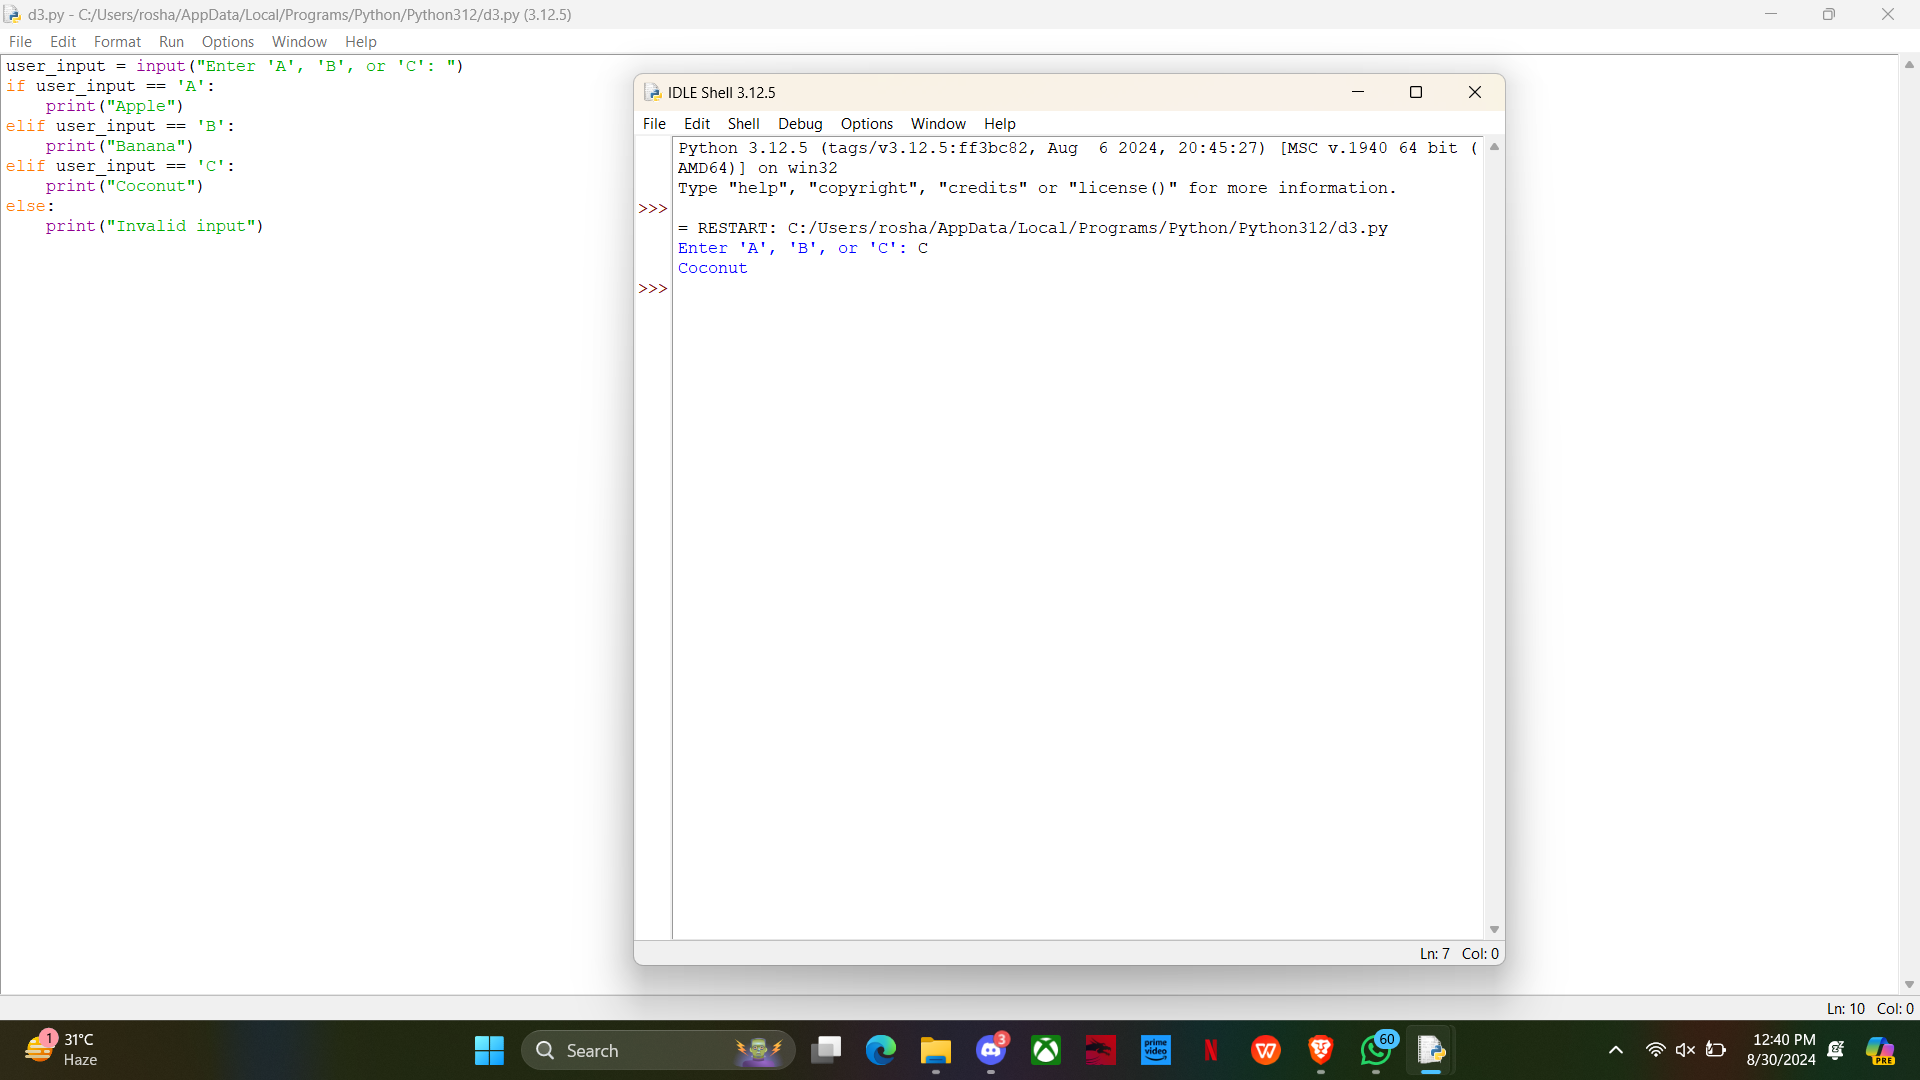 d3.py - C:/Users/rosha/AppData/Local/Programs/Python/Python312/d3.py (3.12.5)
File Edit Format Run Options Window Help
user_input = input("Enter 'A', 'B', or 'C': ")
if user_input == 'A':
    print("Apple")
elif user_input == 'B':
    print("Banana")
elif user_input == 'C':
    print("Coconut")
else:
    print("Invalid input")
IDLE Shell 3.12.5
File Edit Shell Debug Options Window Help
Python 3.12.5 (tags/v3.12.5:ff3bc82, Aug  6 2024, 20:45:27) [MSC v.1940 64 bit (
AMD64)] on win32
Type "help", "copyright", "credits" or "license()" for more information.
>>>
= RESTART: C:/Users/rosha/AppData/Local/Programs/Python/Python312/d3.py
Enter 'A', 'B', or 'C': C
Coconut
>>>
Ln: 7 Col: 0
Ln: 10 Col: 0
1
31°C
Haze
Search
3
prime video
N
W
60
12:40 PM
8/30/2024
PRE